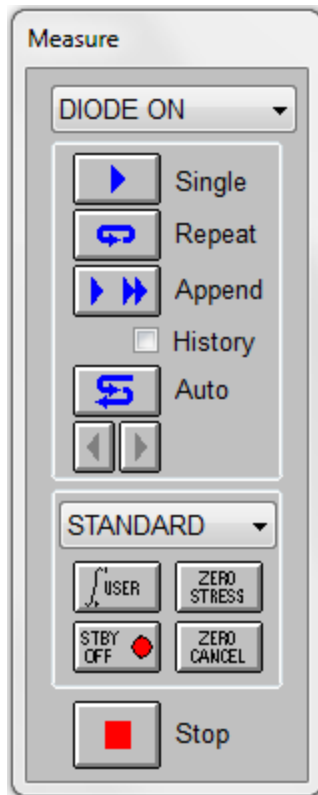 Measure
DIODE ON
Single
Repeat
Append
History
Auto
STANDARD
USER
ZERO
STRESS
STBY
OFF
ZERO
CANCEL
Stop